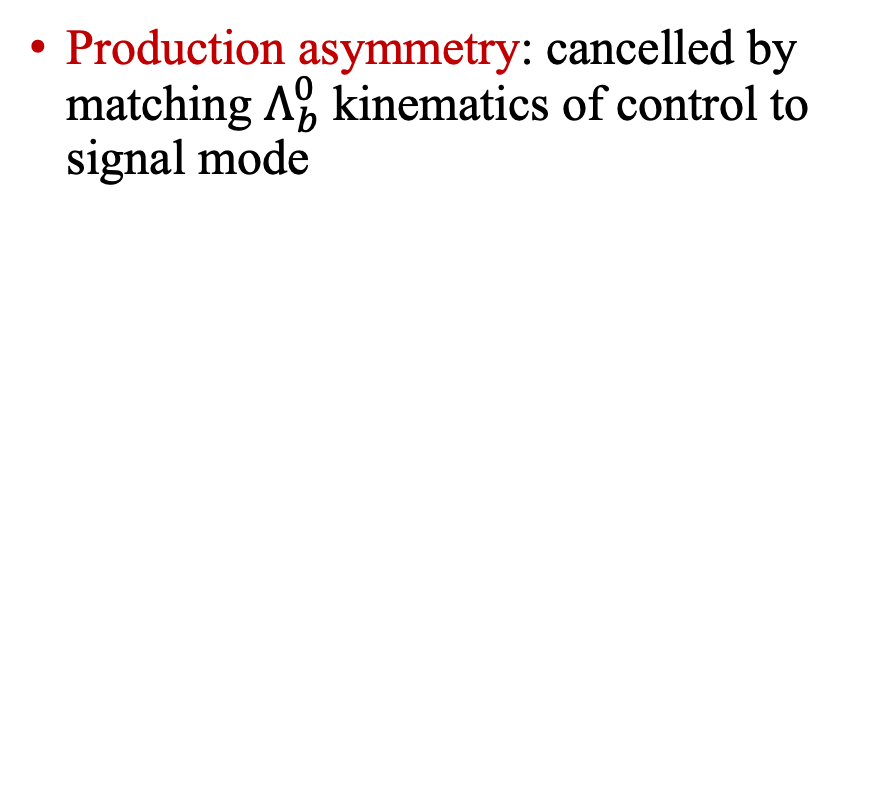 • Production asymmetry: cancelled by
matching Λ_b^0 kinematics of control to
signal mode